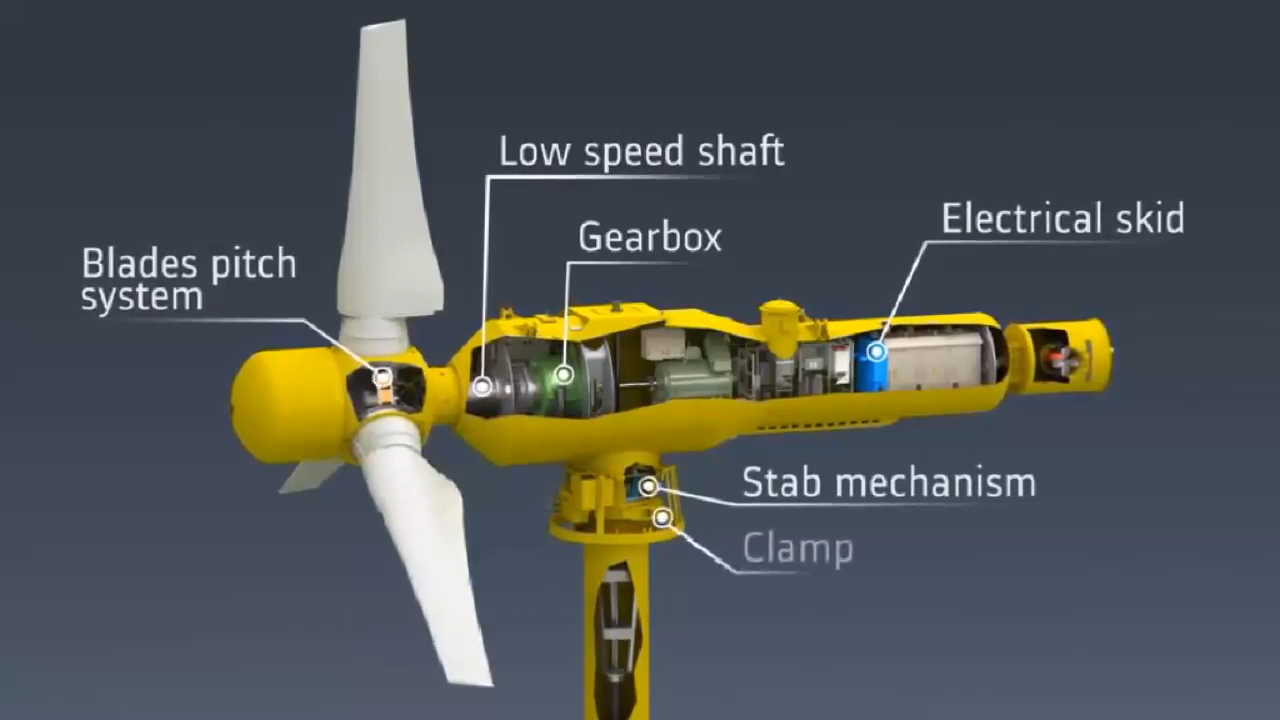 Low speed shaft
Gearbox
Electrical skid
Blades pitch
system
Stab mechanism
Clamp